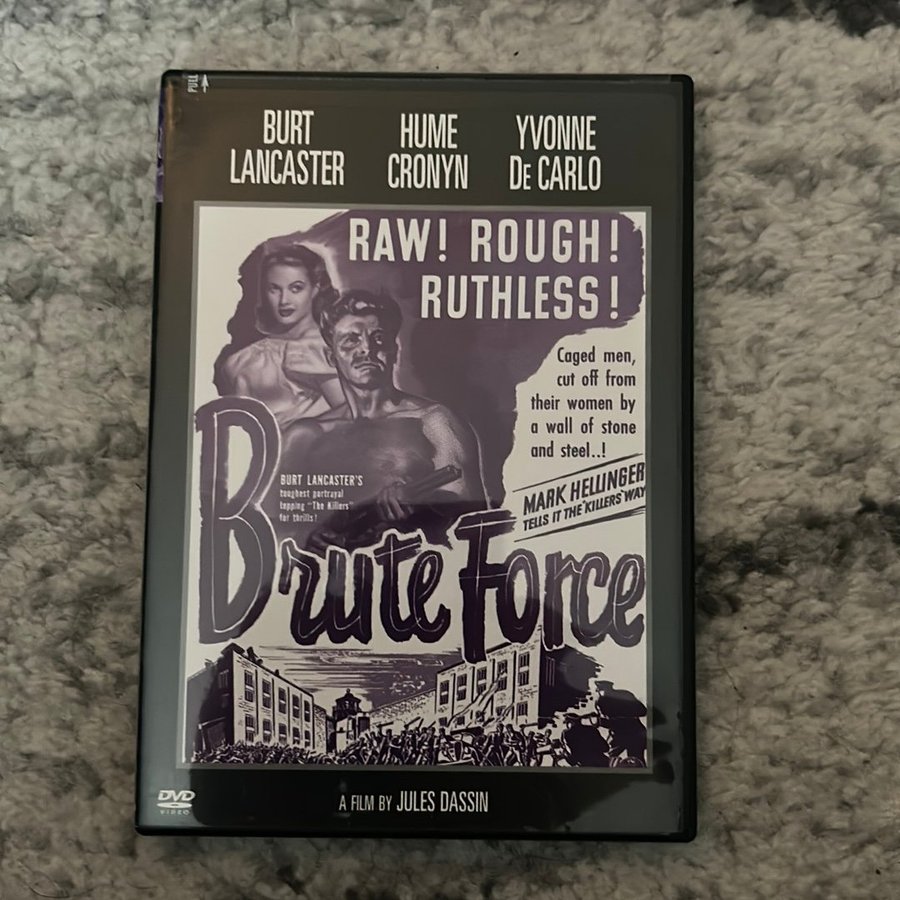 PULL
BURT
LANCASTER
HUME
CRONYN
YVONNE
DE CARLO
RAW! ROUGH!
RUTHLESS!
Caged men,
cut off from
their women by
a wall of stone
and steel..!
BURT LANCASTER'S
toughest portrayal
topping "The Killers"
for thrills!
MARK HELLINGER
TELLS IT THE "KILLERS" WAY
Brute Force
DVD
VIDEO
A FILM BY JULES DASSIN